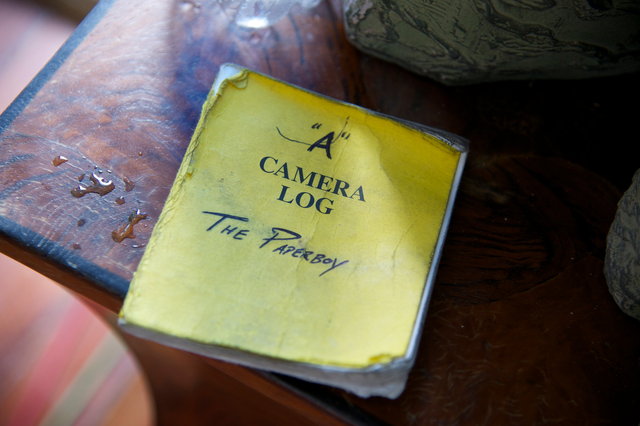 "A"
CAMERA
LOG
THE PAPERBOY